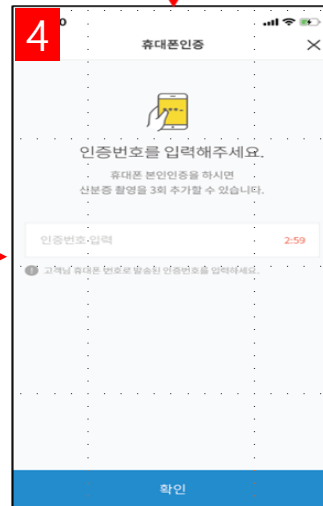 4
휴대폰인증
인증번호를 입력해주세요.
휴대폰 본인인증을 하시면
산분증 촬영을 3회 추가할 수 있습니다.
인증번호 입력 2:59
고객님 휴대폰 번호로 발송된 인증번호를 입력하세요.
확인